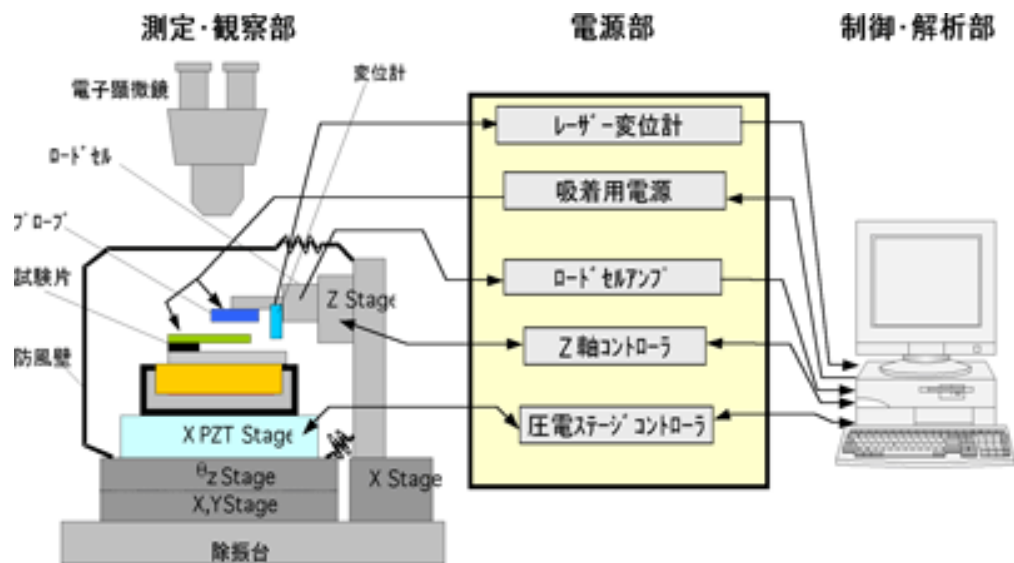 測定・観察部
電源部
制御・解析部
電子顕微鏡
変位計
ﾛｰﾄﾞｾﾙ
ﾌﾟﾛｰﾌﾞ
試験片
防風壁
Z Stage
X PZT Stage
θz Stage
X,YStage
X Stage
除振台
ﾚｰｻﾞｰ変位計
吸着用電源
ﾛｰﾄﾞｾﾙアンプ
Z軸コントローラ
圧電ステージコントローラ